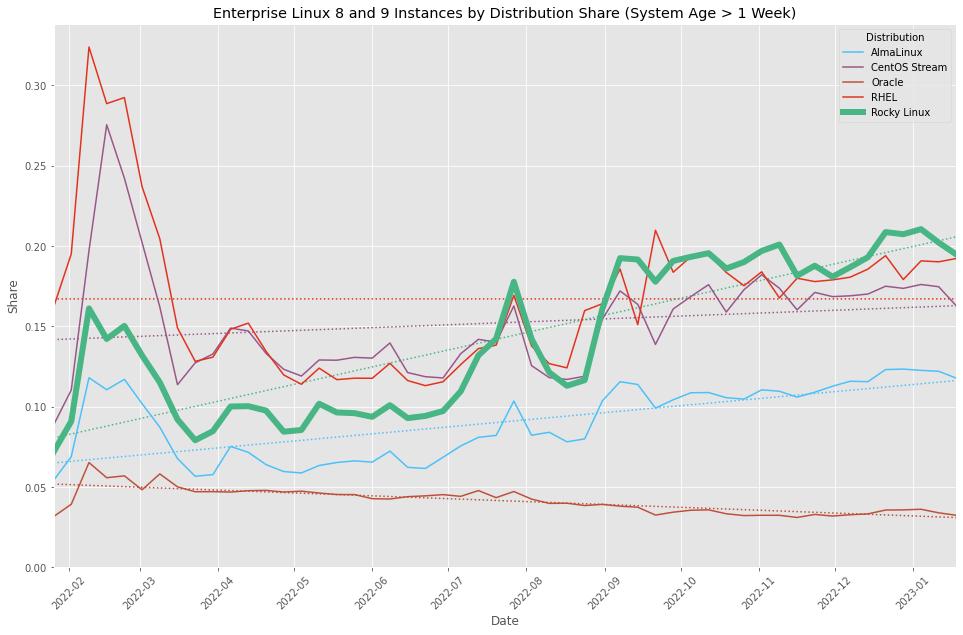 Enterprise Linux 8 and 9 Instances by Distribution Share (System Age > 1 Week)
Distribution
AlmaLinux
CentOS Stream
Oracle
RHEL
Rocky Linux
Share
0.30
0.25
0.20
0.15
0.10
0.05
0.00
2022-02
2022-03
2022-04
2022-05
2022-06
2022-07
2022-08
2022-09
2022-10
2022-11
2022-12
2023-01
Date